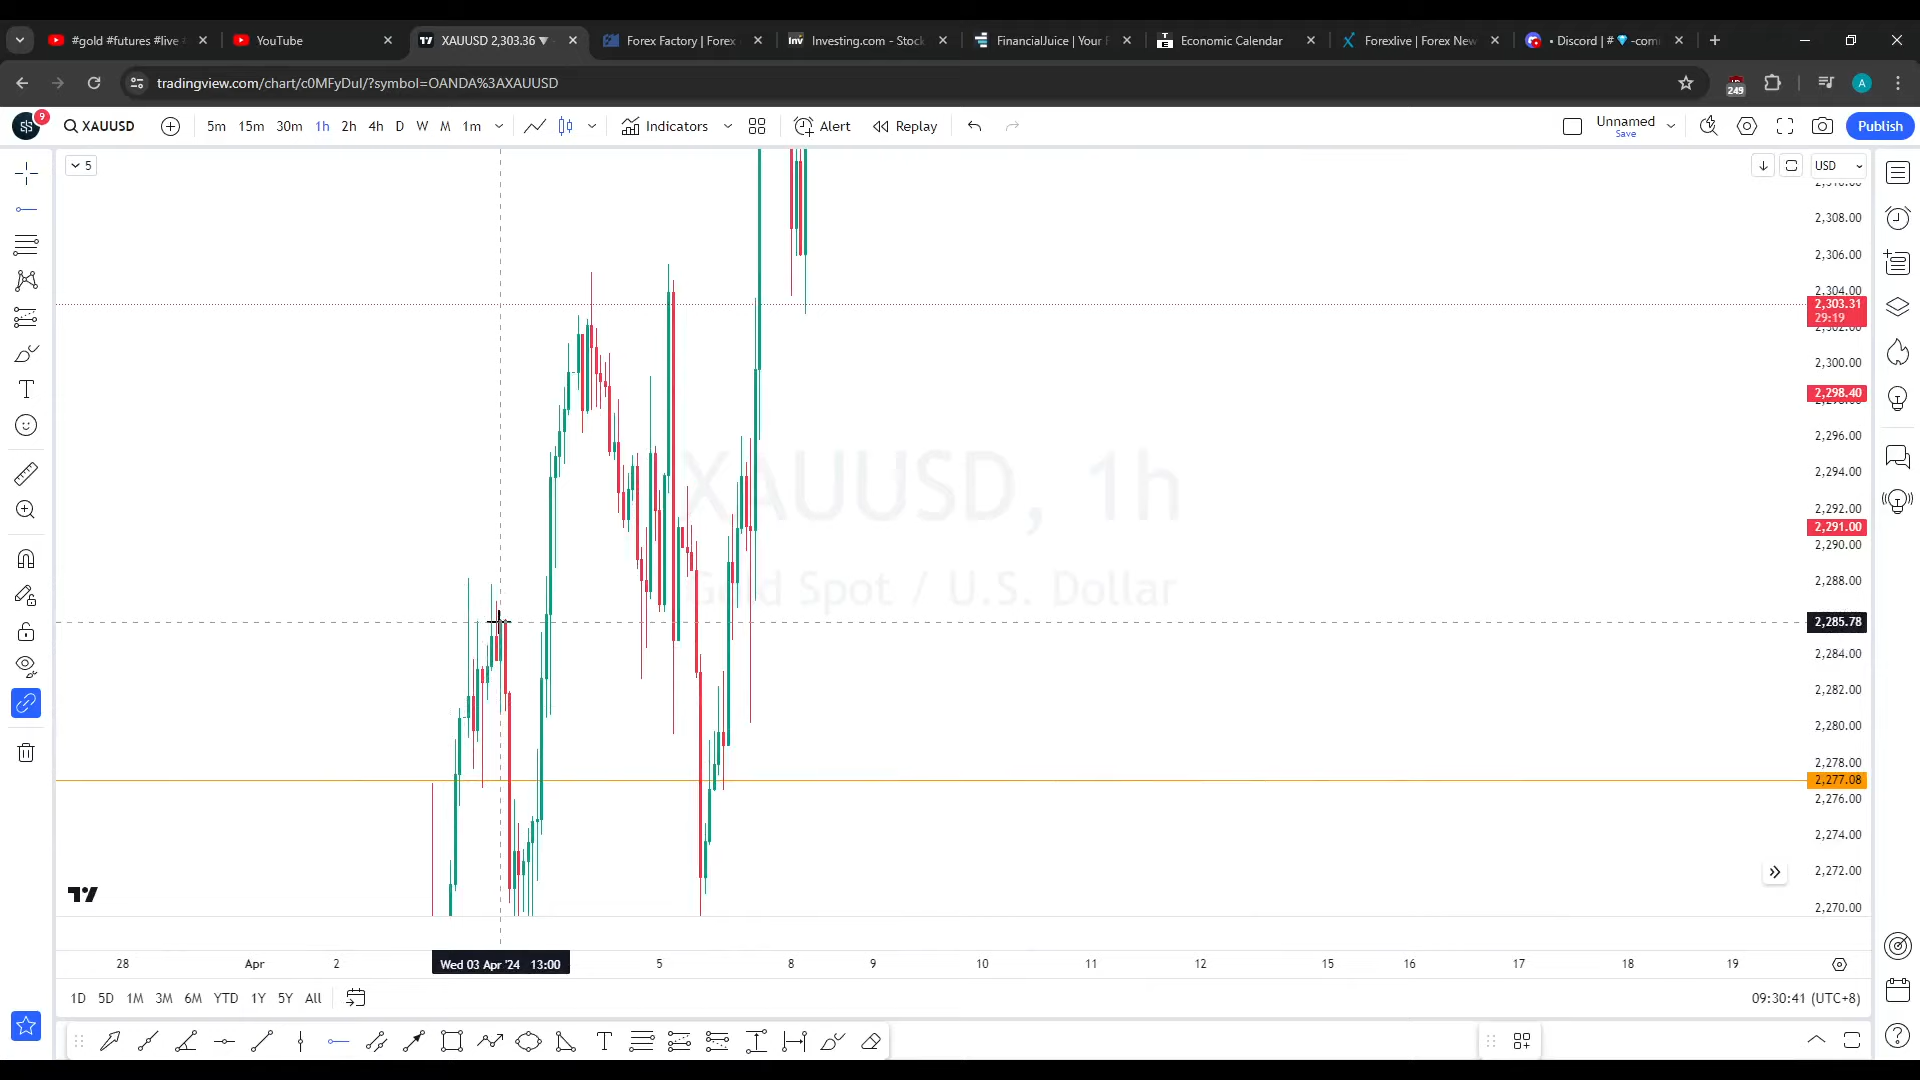 #gold #futures #live
YouTube
XAUUSD 2,303.36 ▼
Forex Factory | Forex
Investing.com - Stock
FinancialJuice | Your F
Economic Calendar
Forexlive | Forex New
• Discord | # 💎 -com
tradingview.com/chart/c0MFyDul/?symbol=OANDA%3AXAUUSD
249
A
9
XAUUSD
5m 15m 30m 1h 2h 4h D W M 1m
Indicators
Alert
Replay
Unnamed
Save
Publish
5
USD
2,308.00
2,306.00
2,304.00
2,303.31
29:19
2,302.00
2,300.00
2,298.40
2,296.00
2,294.00
2,292.00
2,291.00
2,290.00
2,288.00
2,285.78
2,284.00
2,282.00
2,280.00
2,278.00
2,277.08
2,276.00
2,274.00
2,272.00
2,270.00
XAUUSD, 1h
Gold Spot / U.S. Dollar
28 Apr 2 Wed 03 Apr '24 13:00 5 8 9 10 11 12 15 16 17 18 19
1D 5D 1M 3M 6M YTD 1Y 5Y All
09:30:41 (UTC+8)